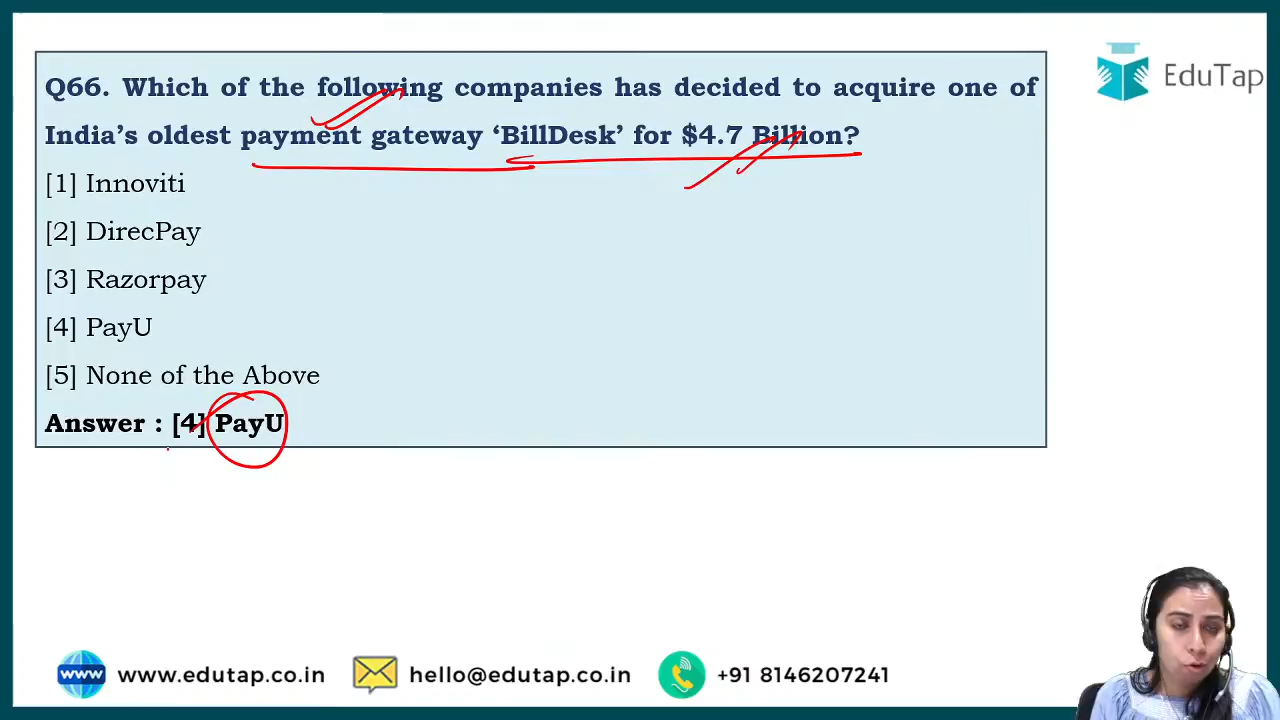 Q66. Which of the following companies has decided to acquire one of
India's oldest payment gateway ‘BillDesk’ for $4.7 Billion?
[1] Innoviti
[2] DirecPay
[3] Razorpay
[4] PayU
[5] None of the Above
Answer : [4] PayU
EduTap
www.edutap.co.in
hello@edutap.co.in
+91 8146207241